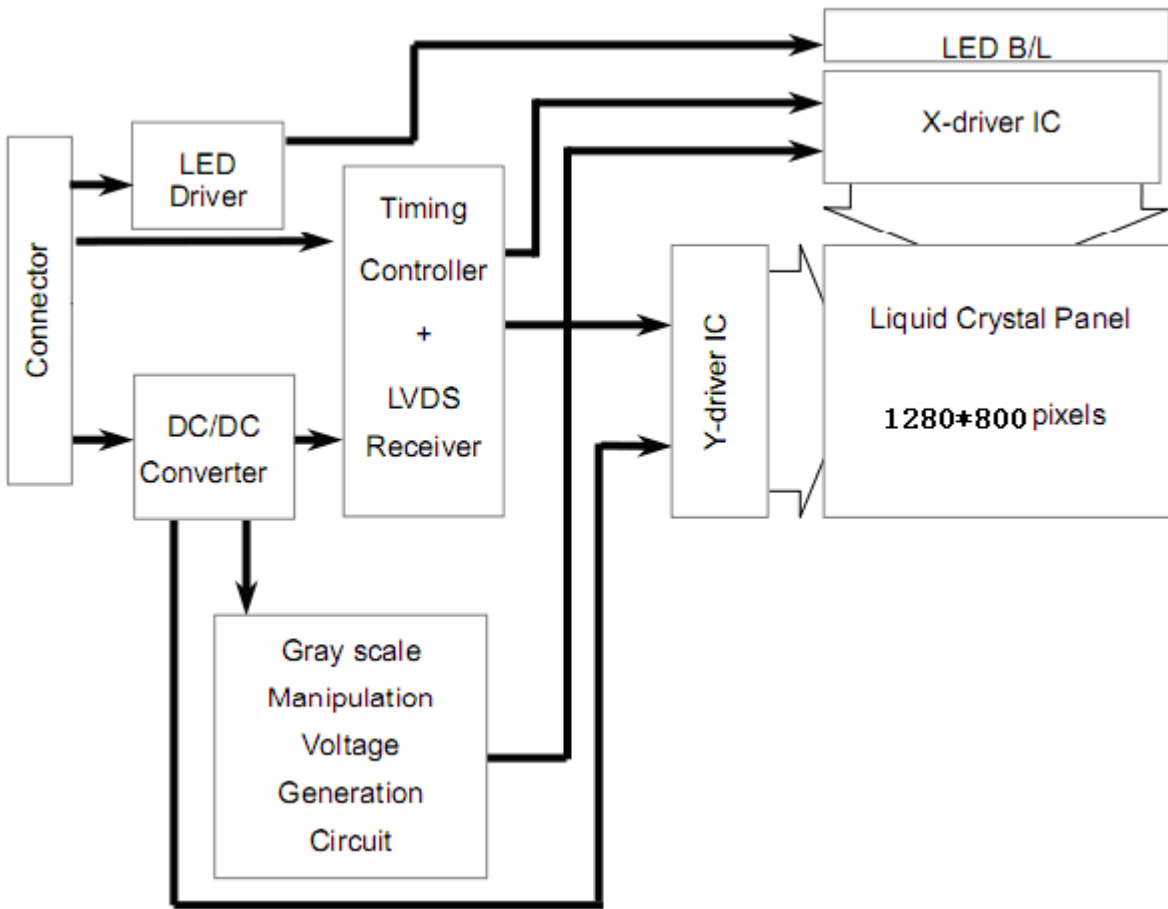 LED B/L
X-driver IC
LED
Driver
Connector
Timing
Controller
+
LVDS
Receiver
Y-driver IC
Liquid Crystal Panel
1280*800 pixels
DC/DC
Converter
Gray scale
Manipulation
Voltage
Generation
Circuit